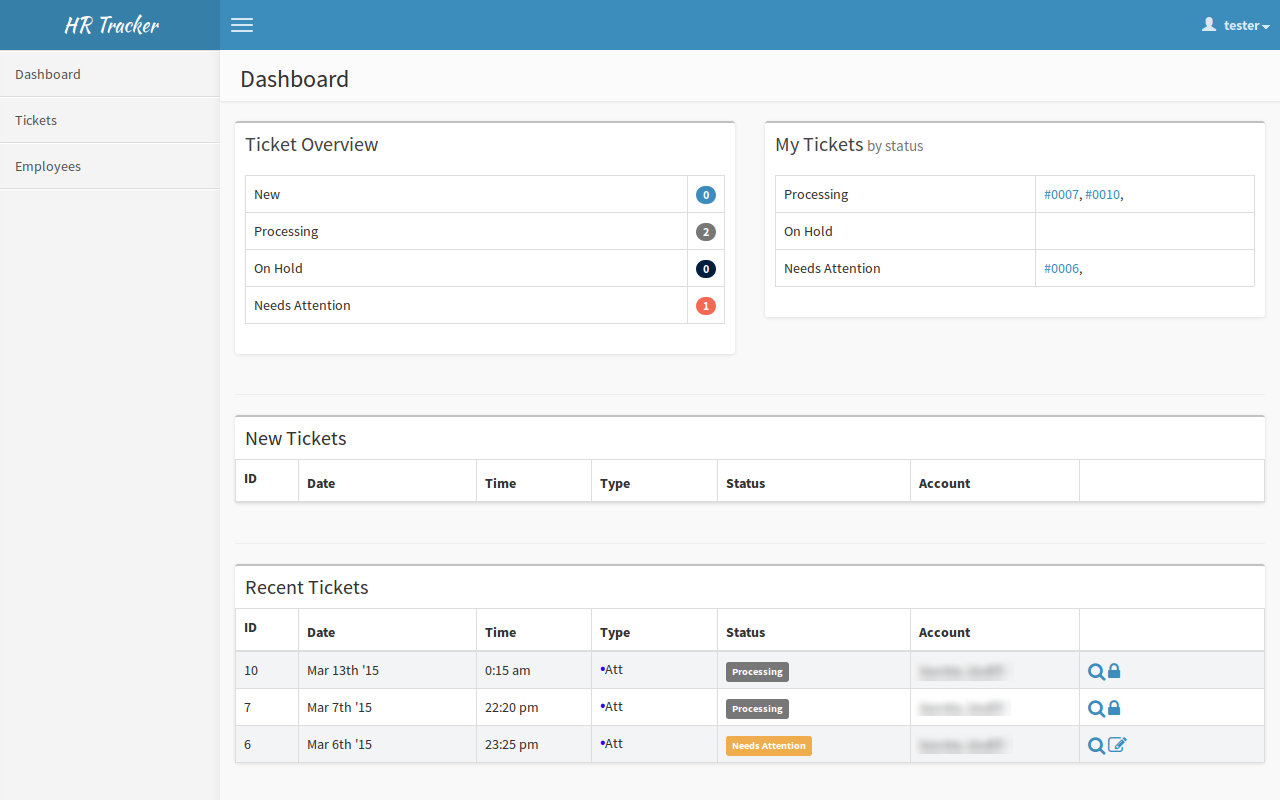 HR Tracker
tester
Dashboard
Tickets
Employees
Dashboard
Ticket Overview
New 0
Processing 2
On Hold 0
Needs Attention 1
My Tickets by status
Processing #0007, #0010,
On Hold
Needs Attention #0006,
New Tickets
ID Date Time Type Status Account
Recent Tickets
ID Date Time Type Status Account
10 Mar 13th '15 0:15 am •Att Processing
7 Mar 7th '15 22:20 pm •Att Processing
6 Mar 6th '15 23:25 pm •Att Needs Attention